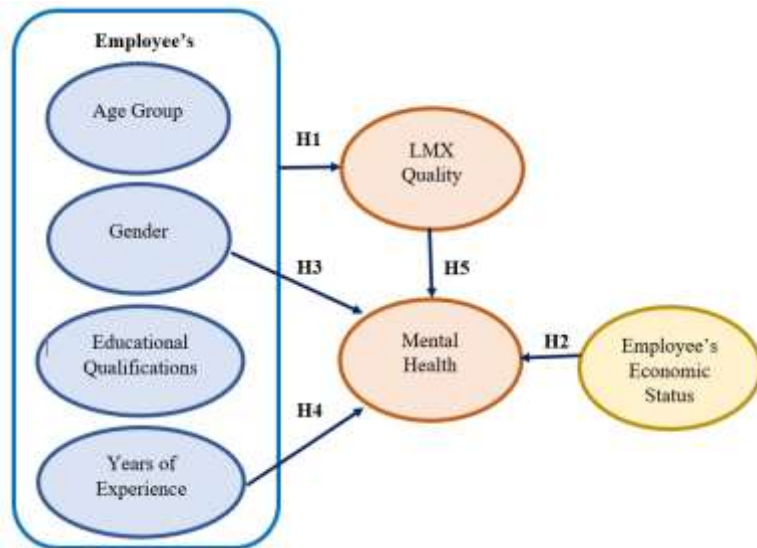 Employee's
Age Group
Gender
Educational
Qualifications
Years of
Experience
H1
H3
H4
LMX
Quality
H5
Mental
Health
H2
Employee's
Economic
Status